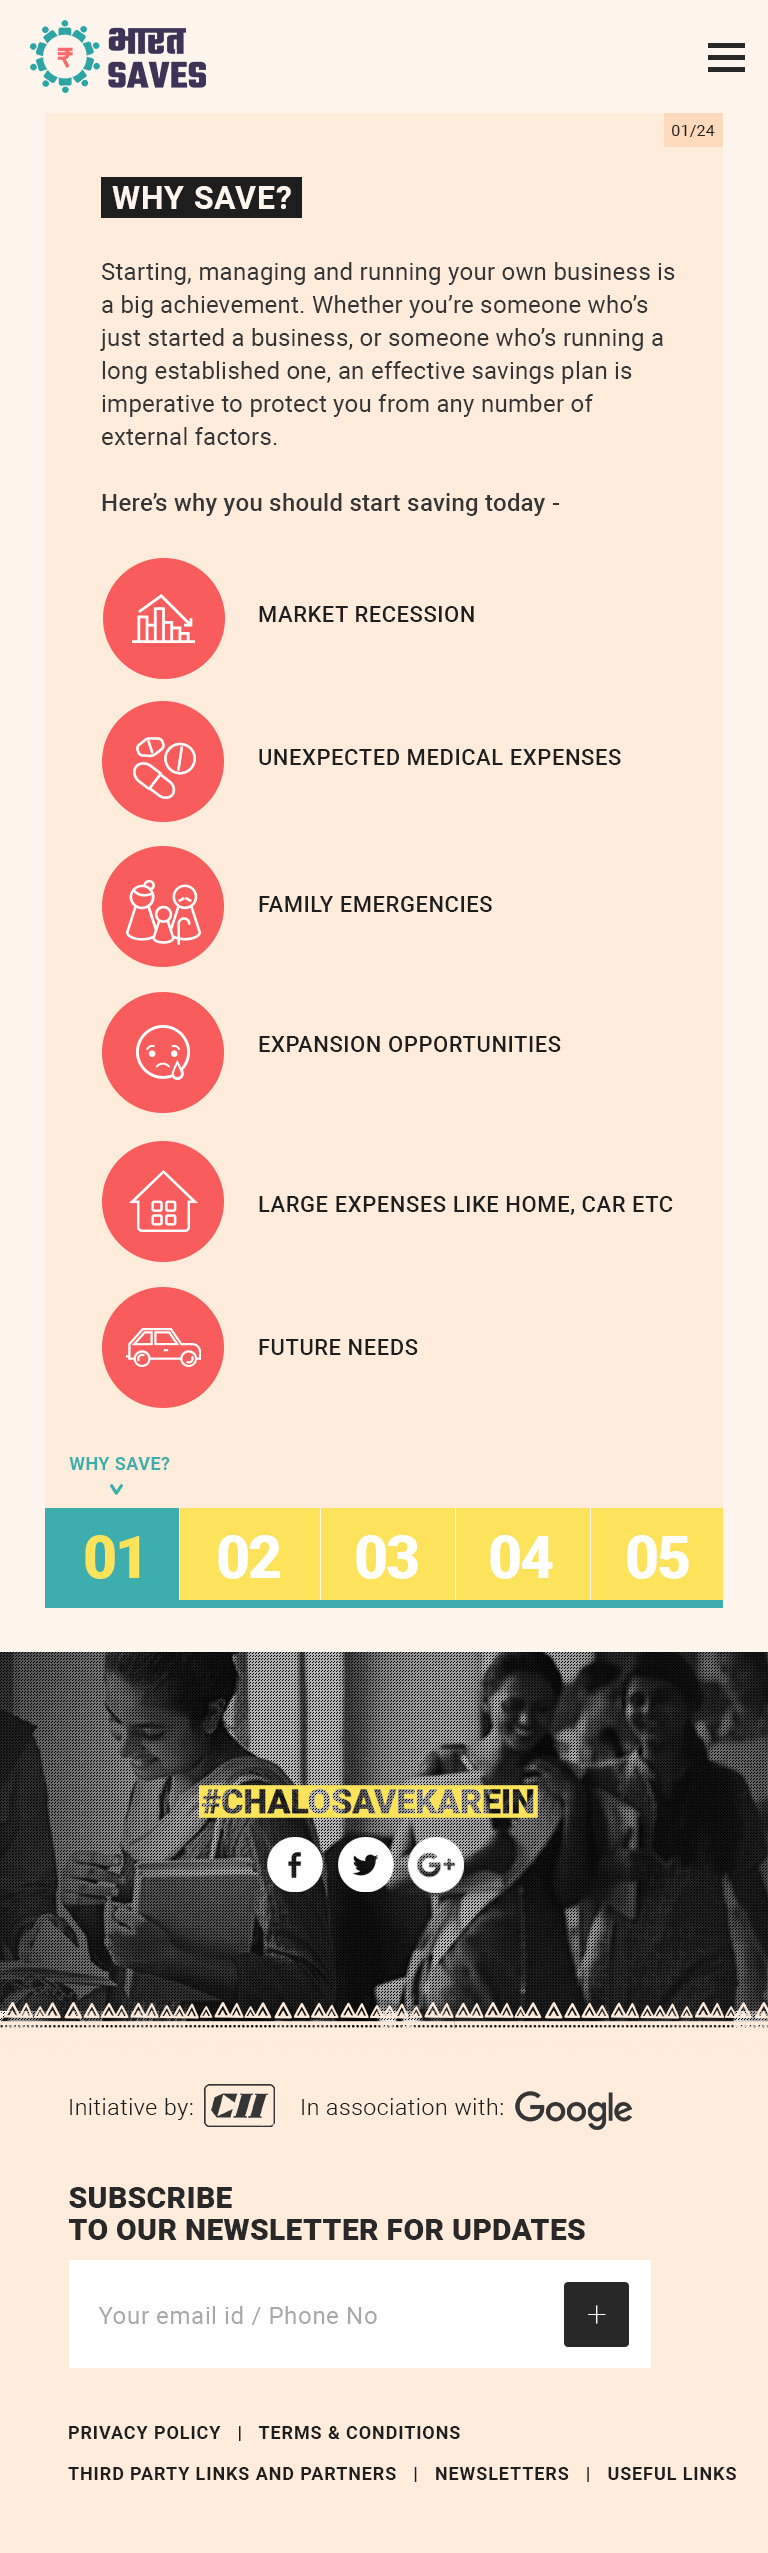 भारत
SAVES
01/24
WHY SAVE?
Starting, managing and running your own business is
a big achievement. Whether you’re someone who’s
just started a business, or someone who’s running a
long established one, an effective savings plan is
imperative to protect you from any number of
external factors.
Here’s why you should start saving today -
MARKET RECESSION
UNEXPECTED MEDICAL EXPENSES
FAMILY EMERGENCIES
EXPANSION OPPORTUNITIES
LARGE EXPENSES LIKE HOME, CAR ETC
FUTURE NEEDS
WHY SAVE?
01 02 03 04 05
#CHALOSAVEKAREIN
Initiative by: CII In association with: Google
SUBSCRIBE
TO OUR NEWSLETTER FOR UPDATES
Your email id / Phone No
PRIVACY POLICY | TERMS & CONDITIONS
THIRD PARTY LINKS AND PARTNERS | NEWSLETTERS | USEFUL LINKS